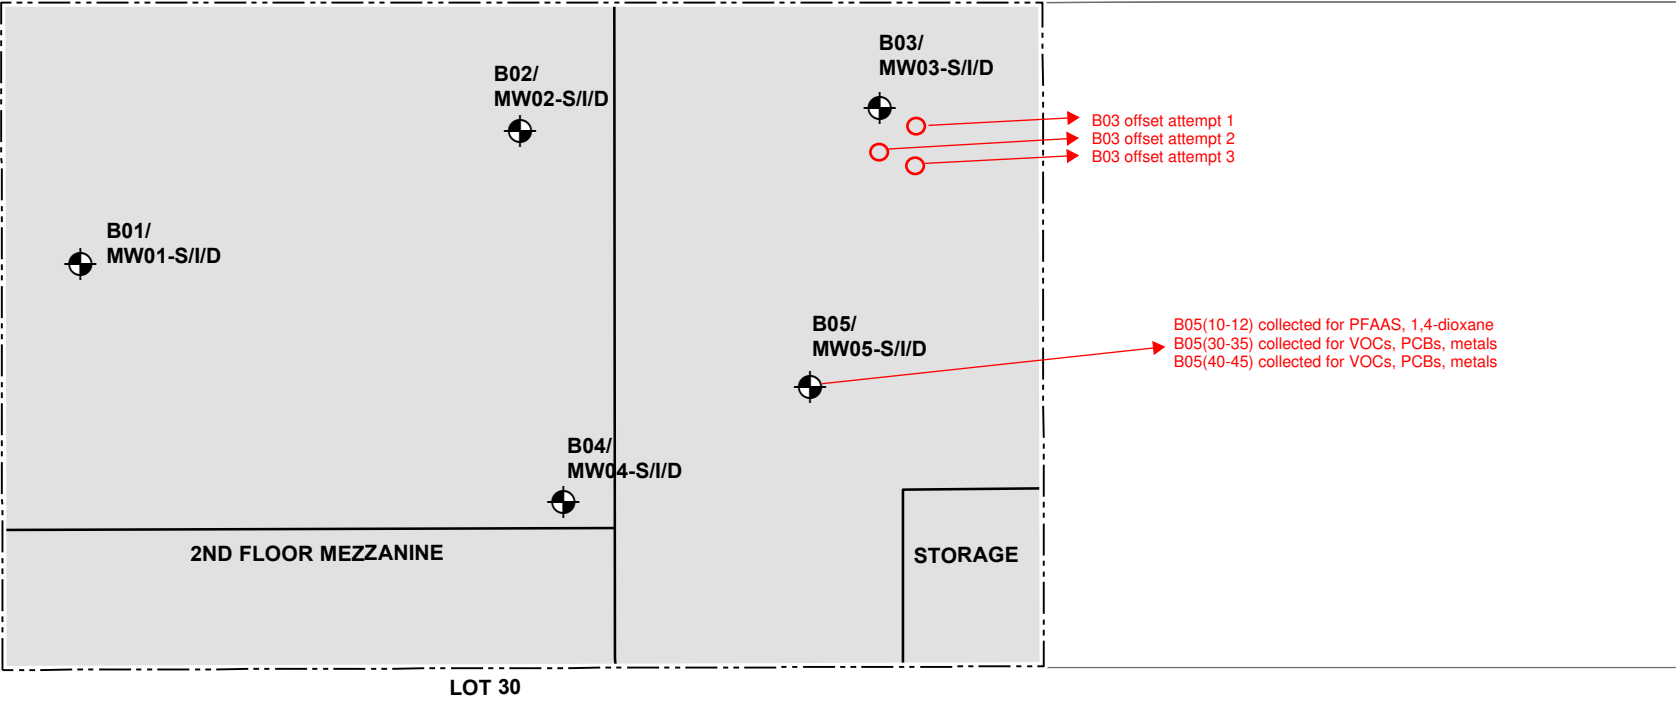 B03/
MW03-S/I/D
B02/
MW02-S/I/D
B03 offset attempt 1
B03 offset attempt 2
B03 offset attempt 3
B01/
MW01-S/I/D
B05/
MW05-S/I/D
B05(10-12) collected for PFAAS, 1,4-dioxane
B05(30-35) collected for VOCs, PCBs, metals
B05(40-45) collected for VOCs, PCBs, metals
B04/
MW04-S/I/D
2ND FLOOR MEZZANINE
STORAGE
LOT 30